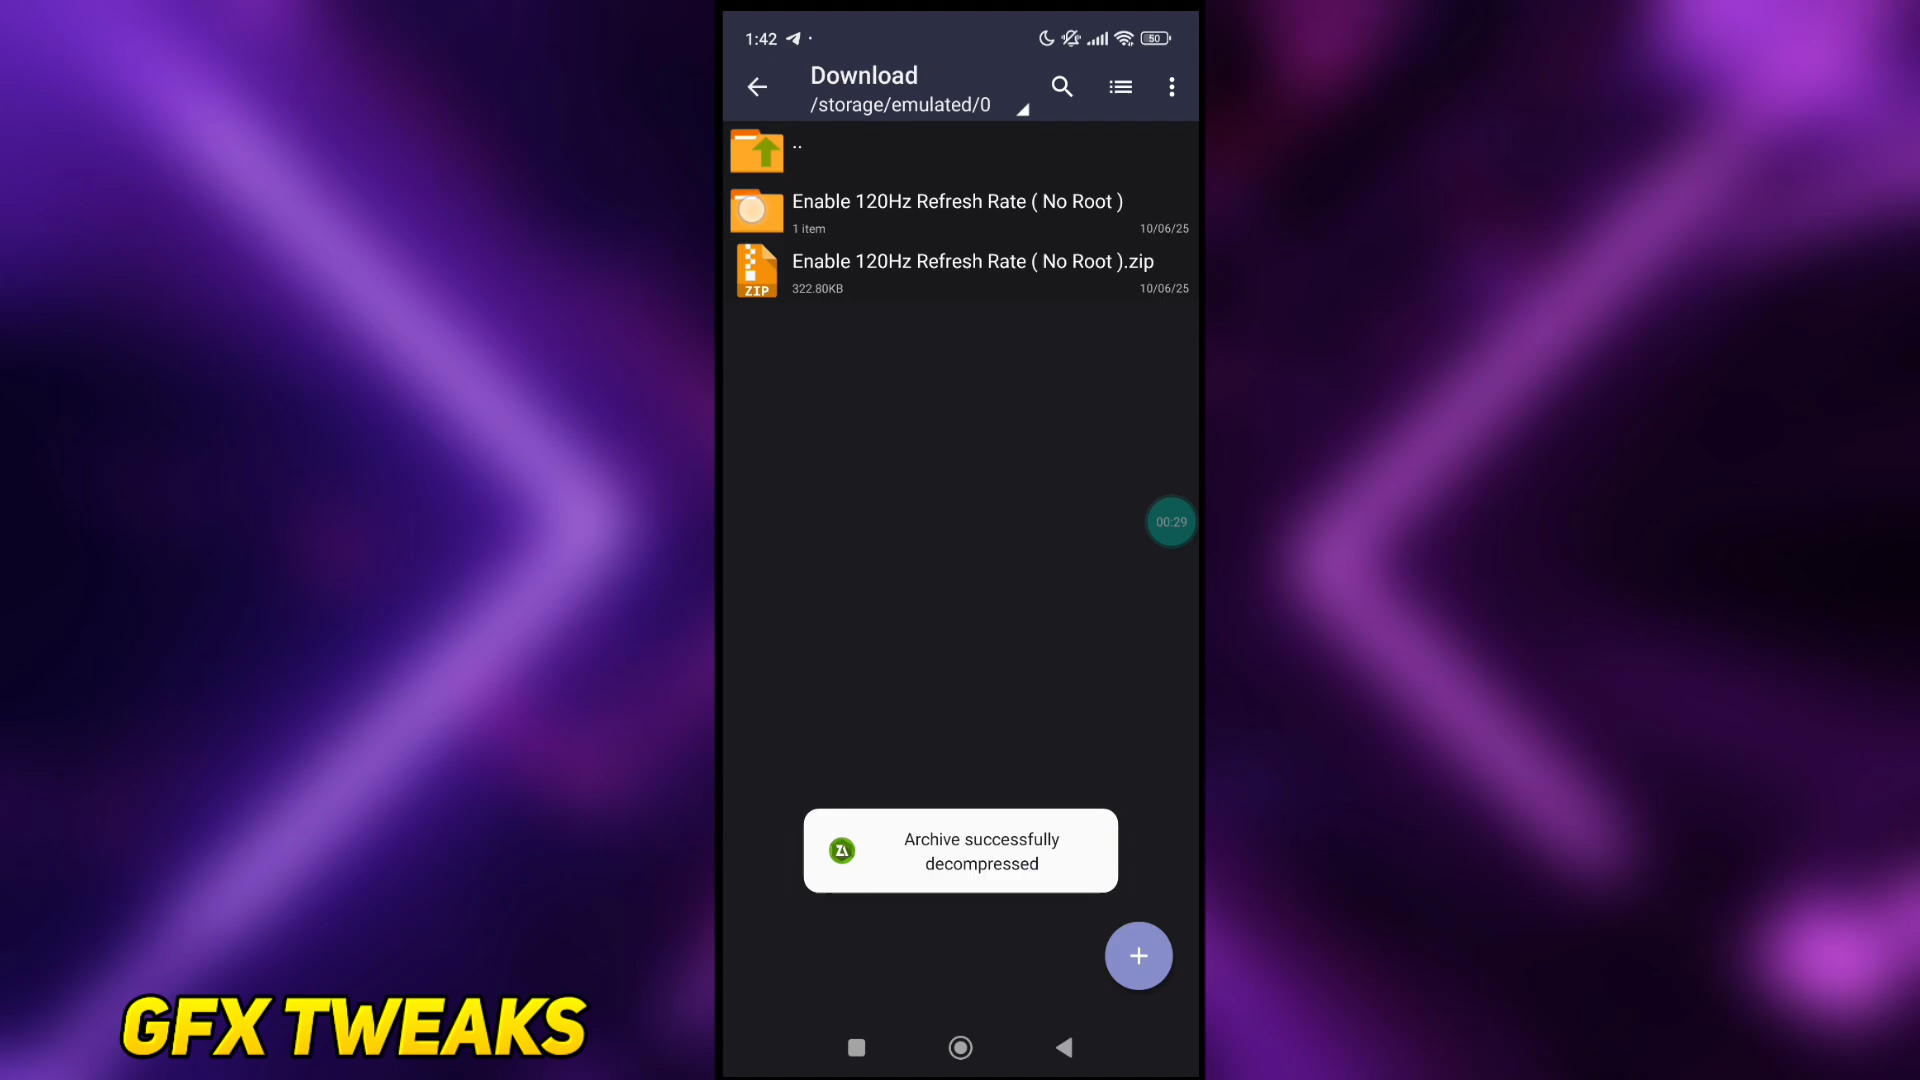 1:42
50
Download
/storage/emulated/0
..
Enable 120Hz Refresh Rate ( No Root )
1 item
10/06/25
Enable 120Hz Refresh Rate ( No Root ).zip
ZIP
322.80KB
10/06/25
00:29
ZA
Archive successfully
decompressed
+
GFX TWEAKS